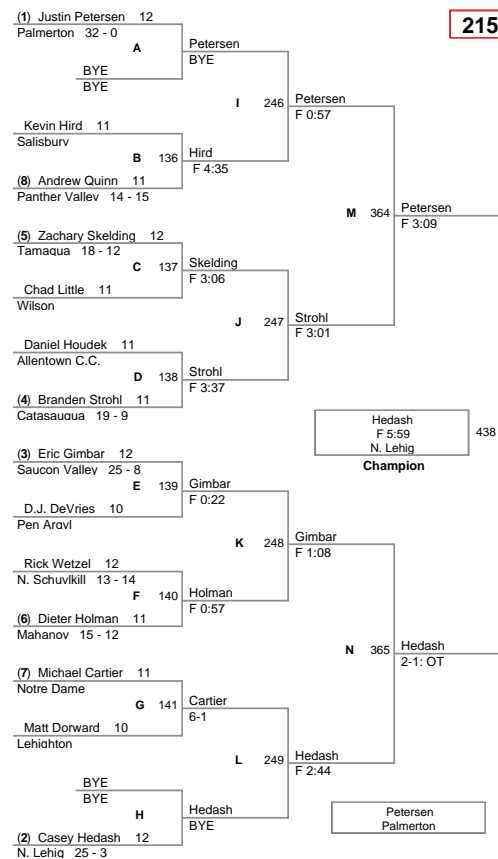 215
(1) Justin Petersen 12
Palmerton 32 - 0
A
BYE
BYE
Petersen
BYE
Kevin Hird 11
Salisbury
B 136
Hird
F 4:35
(8) Andrew Quinn 11
Panther Valley 14 - 15
I 246
Petersen
F 0:57
(5) Zachary Skelding 12
Tamaqua 18 - 12
C 137
Skelding
F 3:06
Chad Little 11
Wilson
J 247
Strohl
F 3:01
Daniel Houdek 11
Allentown C.C.
D 138
Strohl
F 3:37
(4) Branden Strohl 11
Catasauqua 19 - 9
M 364
Petersen
F 3:09
Hedash
F 5:59
N. Lehig
438
Champion
(3) Eric Gimbar 12
Saucon Valley 25 - 8
E 139
Gimbar
F 0:22
D.J. DeVries 10
Pen Argyl
K 248
Gimbar
F 1:08
Rick Wetzel 12
N. Schuylkill 13 - 14
F 140
Holman
F 0:57
(6) Dieter Holman 11
Mahanoy 15 - 12
N 365
Hedash
2-1: OT
(7) Michael Cartier 11
Notre Dame
G 141
Cartier
6-1
Matt Dorward 10
Lehighton
L 249
Hedash
F 2:44
BYE
BYE
H
Hedash
BYE
(2) Casey Hedash 12
N. Lehig 25 - 3
Petersen
Palmerton